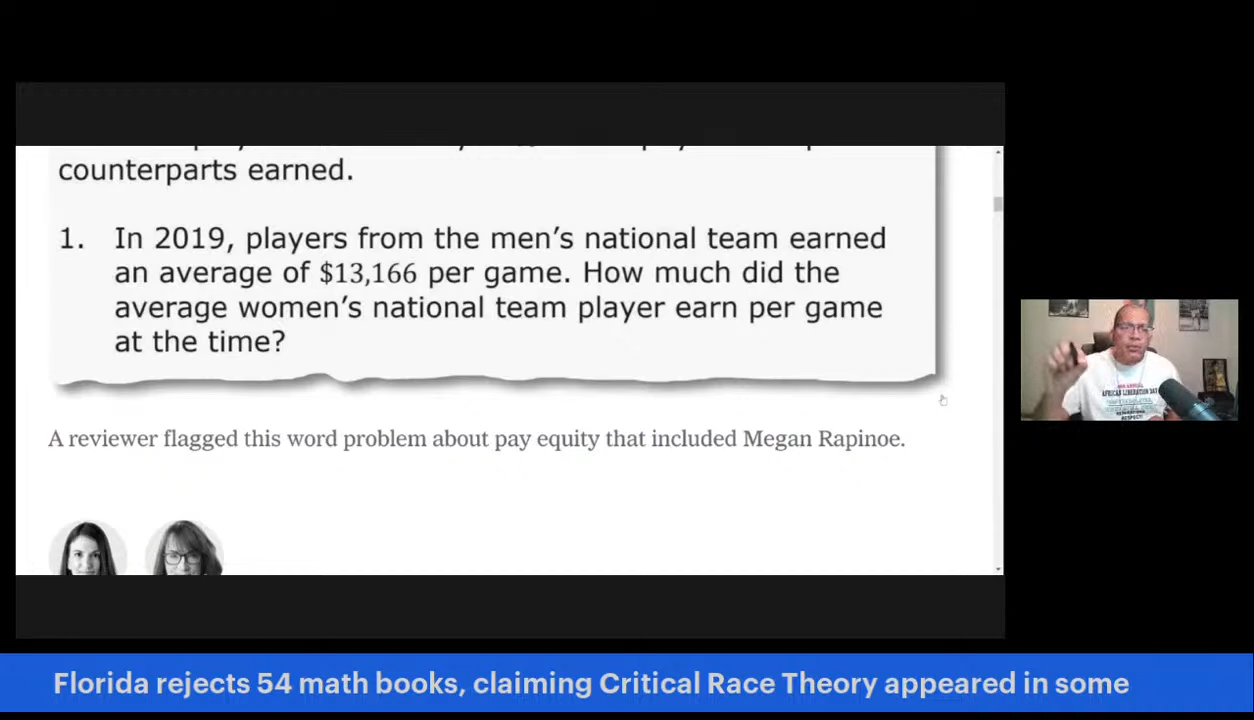 counterparts earned.
1. In 2019, players from the men's national team earned
an average of $13,166 per game. How much did the
average women's national team player earn per game
at the time?
A reviewer flagged this word problem about pay equity that included Megan Rapinoe.
AFRICAN LIBERATION DAY
Florida rejects 54 math books, claiming Critical Race Theory appeared in some